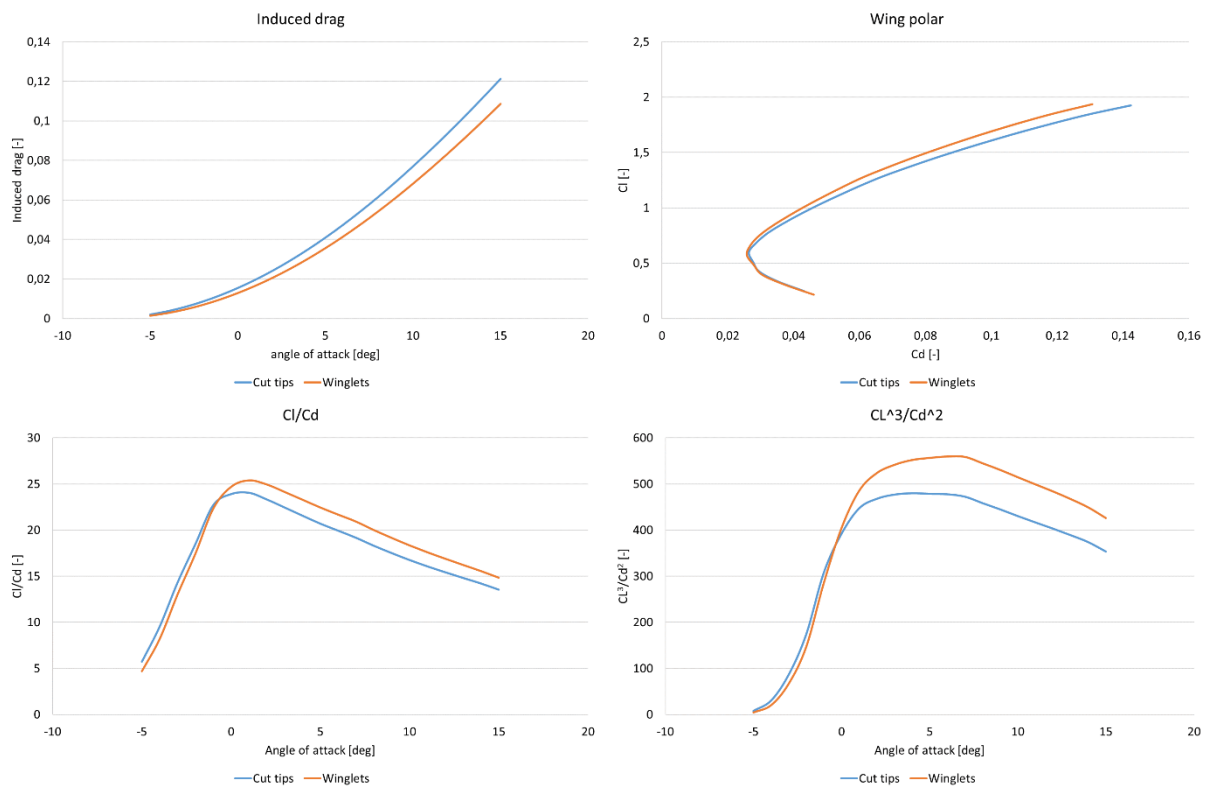 Induced drag
0,14
0,12
0,1
0,08
0,06
0,04
0,02
0
Induced drag [-]
-10 -5 0 5 10 15 20
angle of attack [deg]
Cut tips Winglets
Wing polar
2,5
2
1,5
1
0,5
0
Cl [-]
0 0,02 0,04 0,06 0,08 0,1 0,12 0,14 0,16
Cd [-]
Cut tips Winglets
Cl/Cd
30
25
20
15
10
5
0
Cl/Cd [-]
-10 -5 0 5 10 15 20
Angle of attack [deg]
Cut tips Winglets
CL^3/Cd^2
600
500
400
300
200
100
0
CL³/Cd² [-]
-10 -5 0 5 10 15 20
Angle of attack [deg]
Cut tips Winglets